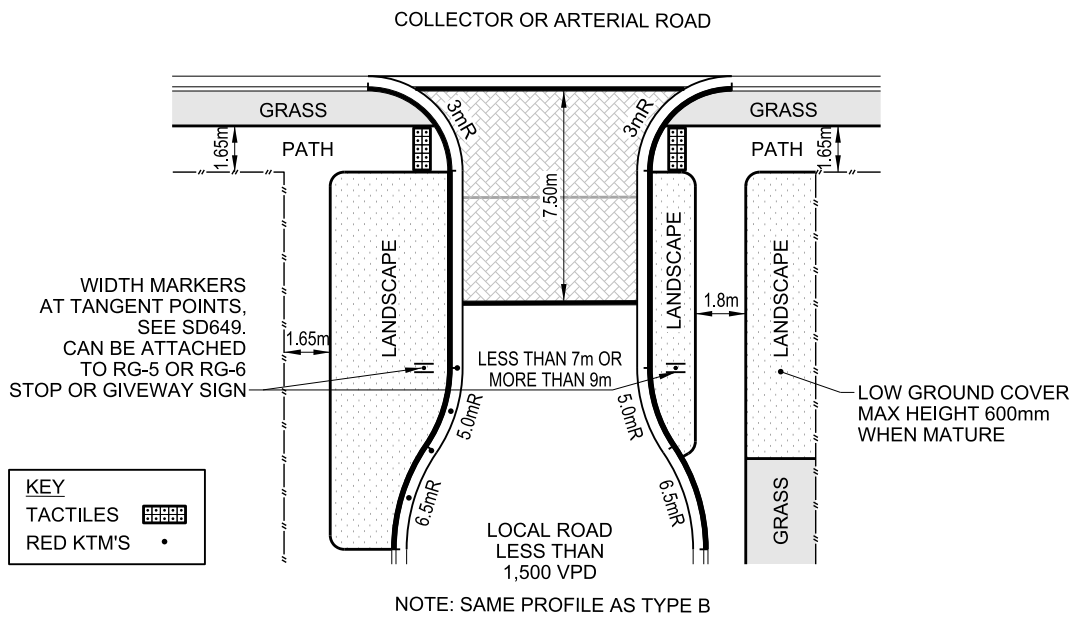 COLLECTOR OR ARTERIAL ROAD
GRASS
3mR
3mR
GRASS
1.65m
PATH
7.50m
PATH
1.65m
LANDSCAPE
LANDSCAPE
LANDSCAPE
WIDTH MARKERS
AT TANGENT POINTS,
SEE SD649.
CAN BE ATTACHED
TO RG-5 OR RG-6
STOP OR GIVEWAY SIGN
1.65m
1.8m
LESS THAN 7m OR
MORE THAN 9m
LOW GROUND COVER
MAX HEIGHT 600mm
WHEN MATURE
5.0mR
5.0mR
6.5mR
6.5mR
GRASS
KEY
TACTILES
RED KTM'S
LOCAL ROAD
LESS THAN
1,500 VPD
NOTE: SAME PROFILE AS TYPE B